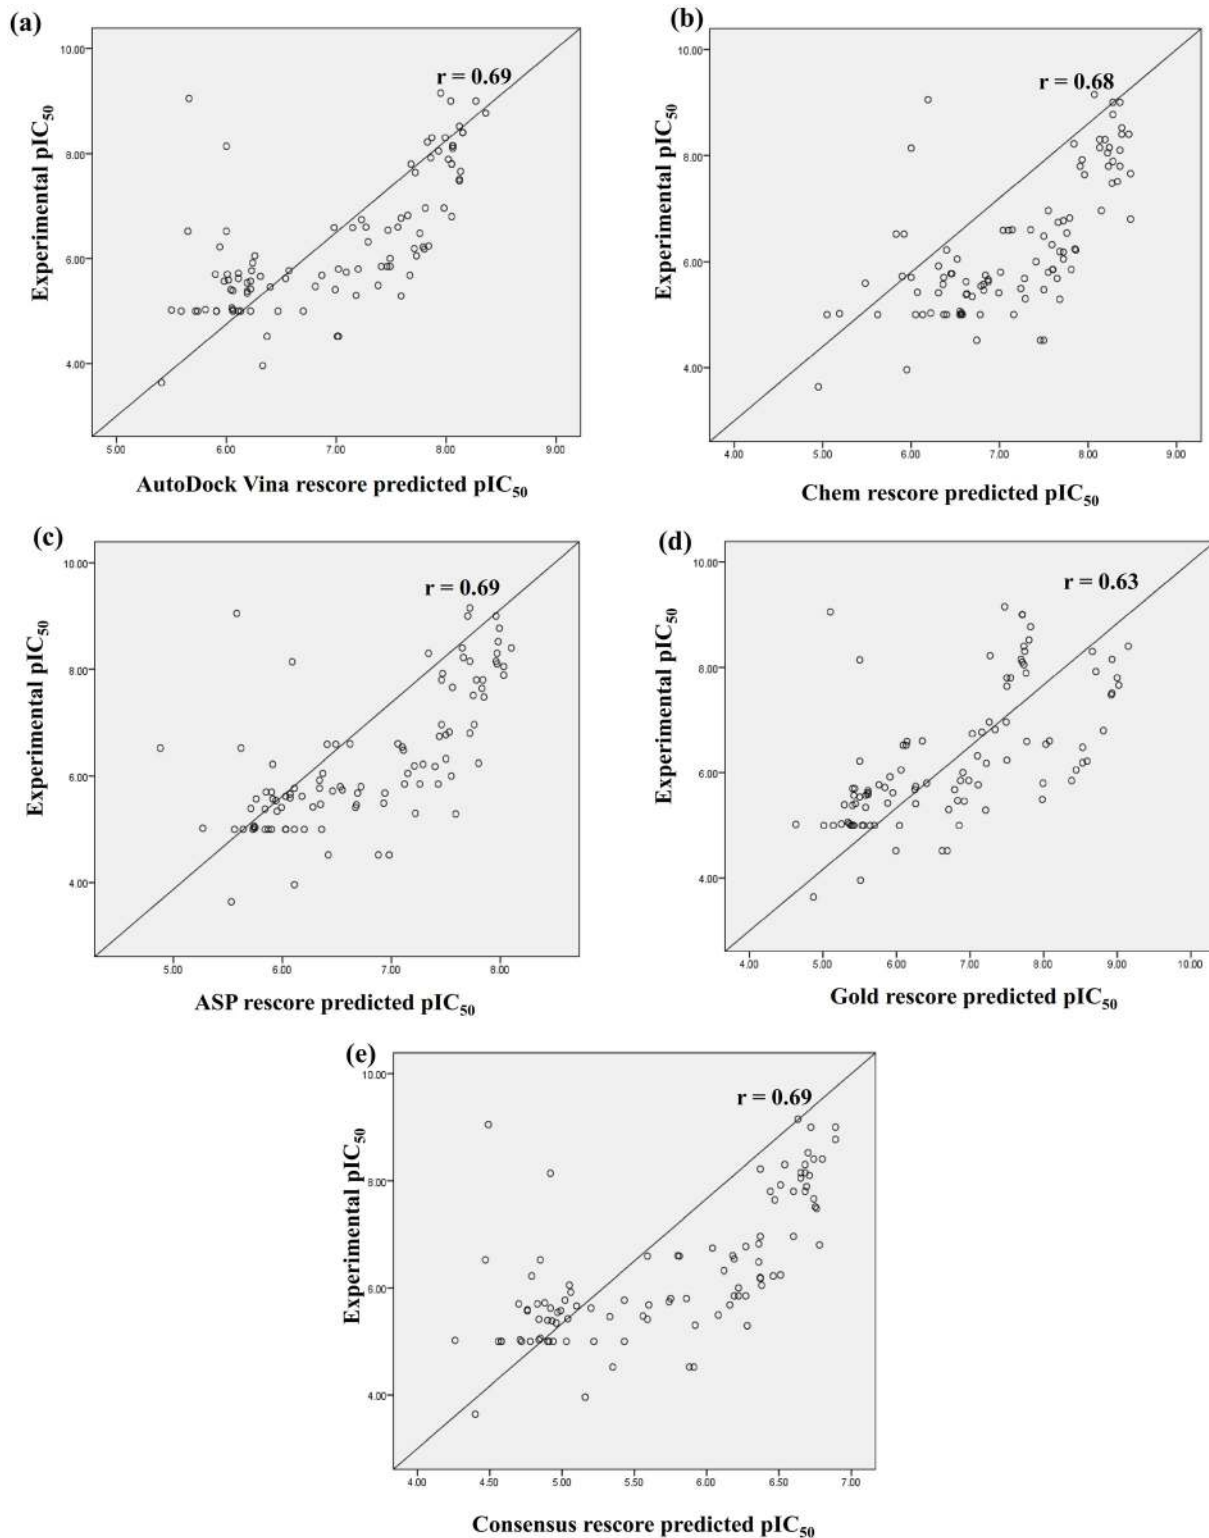 (a)
r = 0.69
Experimental pIC₅₀
10.00
8.00
6.00
4.00
5.00 6.00 7.00 8.00 9.00
AutoDock Vina rescore predicted pIC₅₀
(b)
r = 0.68
Experimental pIC₅₀
10.00
8.00
6.00
4.00
4.00 5.00 6.00 7.00 8.00 9.00
Chem rescore predicted pIC₅₀
(c)
r = 0.69
Experimental pIC₅₀
10.00
8.00
6.00
4.00
5.00 6.00 7.00 8.00
ASP rescore predicted pIC₅₀
(d)
r = 0.63
Experimental pIC₅₀
10.00
8.00
6.00
4.00
4.00 5.00 6.00 7.00 8.00 9.00 10.00
Gold rescore predicted pIC₅₀
(e)
r = 0.69
Experimental pIC₅₀
10.00
8.00
6.00
4.00
4.00 4.50 5.00 5.50 6.00 6.50 7.00
Consensus rescore predicted pIC₅₀